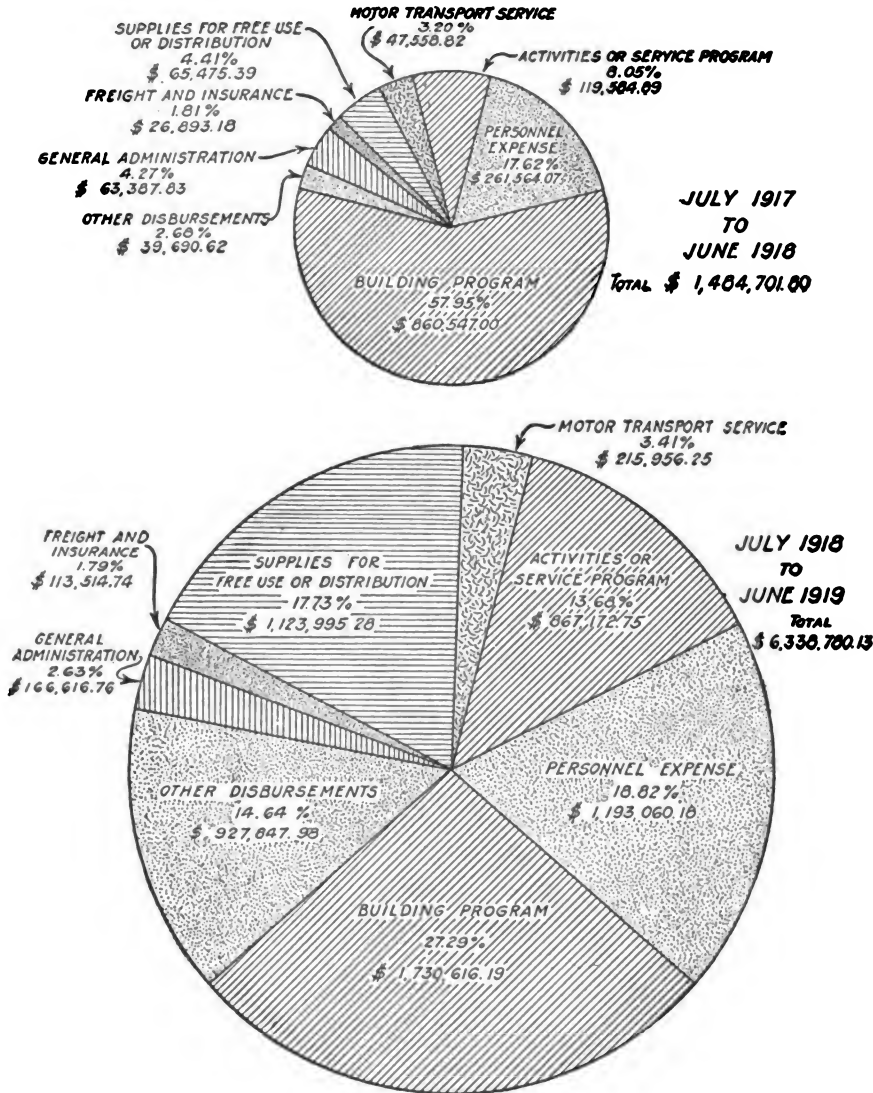 MOTOR TRANSPORT SERVICE
3.20%
$ 47,558.82
SUPPLIES FOR FREE USE
OR DISTRIBUTION
4.41%
$ 65,475.39
ACTIVITIES OR SERVICE PROGRAM
8.05%
$ 119,584.89
FREIGHT AND INSURANCE
1.81%
$ 26,893.18
PERSONNEL
EXPENSE
17.62%
$261,564.07
GENERAL ADMINISTRATION
4.27%
$ 63,387.83
OTHER DISBURSEMENTS
2.68%
$ 39,690.62
BUILDING PROGRAM
57.95%
$ 860,547.00
JULY 1917
TO
JUNE 1918
TOTAL $ 1,484,701.80
MOTOR TRANSPORT SERVICE
3.41%
$ 215,956.25
FREIGHT AND
INSURANCE
1.79%
$113,514.74
SUPPLIES FOR
FREE USE OR DISTRIBUTION
17.73%
$ 1,123,995.28
ACTIVITIES OR
SERVICE PROGRAM
13.68%
$ 867,172.75
JULY 1918
TO
JUNE 1919
TOTAL
$6,338,780.13
GENERAL
ADMINISTRATION
2.63%
$166,616.76
OTHER DISBURSEMENTS
14.64 %
$ 927,847.98
PERSONNEL EXPENSE
18.82%
$ 1,193,060.18
BUILDING PROGRAM
27.29%
$ 1,730,616.19